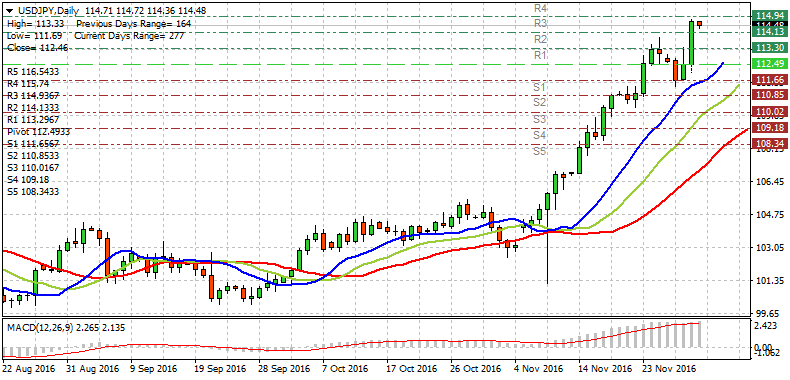 USDJPY,Daily 114.71 114.72 114.36 114.48
High= 113.33 Previous Days Range= 164
Low= 111.69 Current Days Range= 277
Close= 112.46
R5 116.5433
R4 115.74
R3 114.9367
R2 114.1333
R1 113.2967
Pivot 112.4933
S1 111.6567
S2 110.8533
S3 110.0167
S4 109.18
S5 108.3433
R4
R3
R2
R1
S1
S2
S3
S4
S5
114.94
114.48
114.13
113.30
112.49
111.66
110.85
110.02
109.18
108.34
106.45
104.75
103.05
101.35
99.65
MACD(12,26,9) 2.265 2.135
2.423
0.00
-1.062
22 Aug 2016 31 Aug 2016 9 Sep 2016 19 Sep 2016 28 Sep 2016 7 Oct 2016 17 Oct 2016 26 Oct 2016 4 Nov 2016 14 Nov 2016 23 Nov 2016